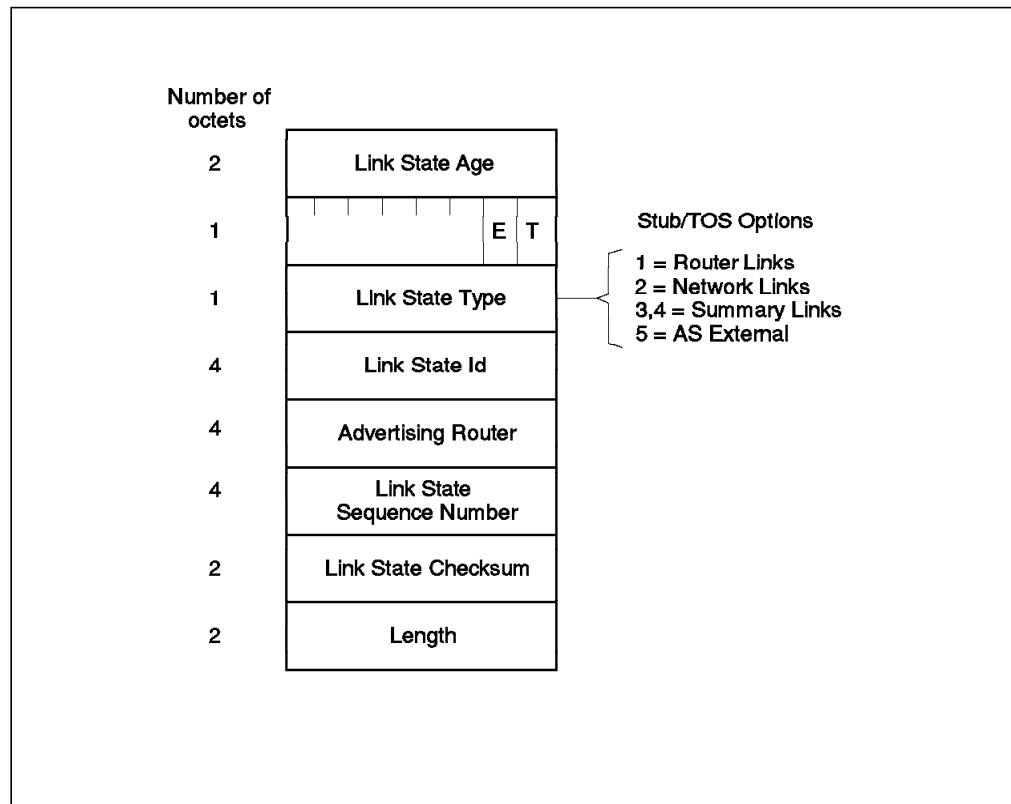 Number of
octets
2
Link State Age
1
E T
Stub/TOS Options
1
Link State Type
1 = Router Links
2 = Network Links
3,4 = Summary Links
5 = AS External
4
Link State Id
4
Advertising Router
4
Link State
Sequence Number
2
Link State Checksum
2
Length